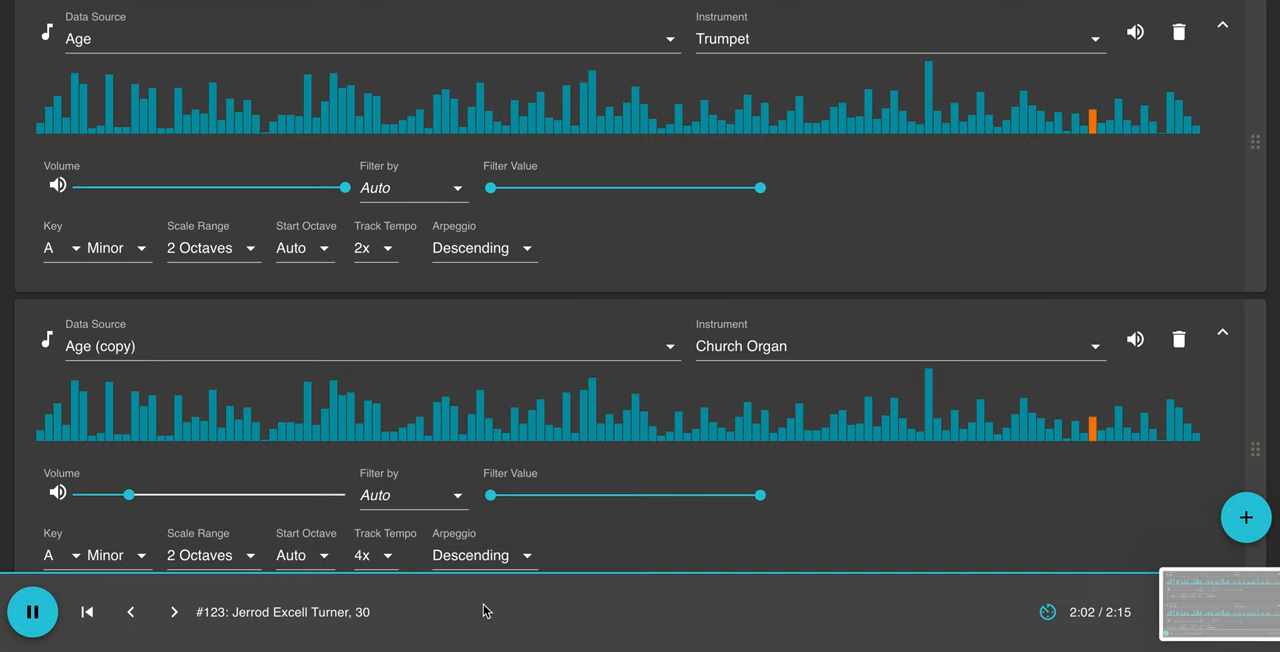 Data Source
Instrument
Age
Trumpet
Volume
Filter by
Filter Value
Auto
Key
Scale Range
Start Octave
Track Tempo
Arpeggio
A
Minor
2 Octaves
Auto
2x
Descending
Data Source
Instrument
Age (copy)
Church Organ
Volume
Filter by
Filter Value
Auto
Key
Scale Range
Start Octave
Track Tempo
Arpeggio
A
Minor
2 Octaves
Auto
4x
Descending
#123: Jerrod Excell Turner, 30
2:02 / 2:15